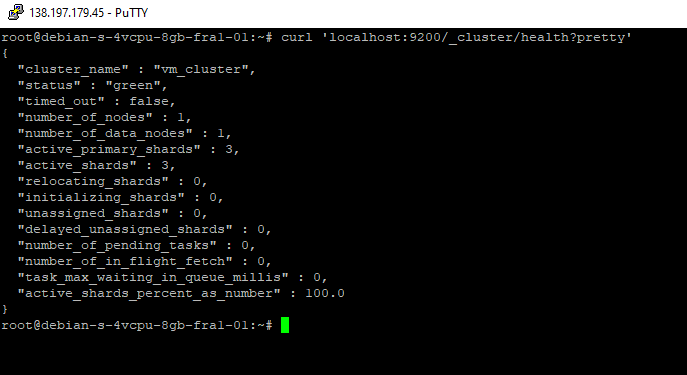 138.197.179.45 - PuTTY
root@debian-s-4vcpu-8gb-fra1-01:~# curl 'localhost:9200/_cluster/health?pretty'
{
  "cluster_name" : "vm_cluster",
  "status" : "green",
  "timed_out" : false,
  "number_of_nodes" : 1,
  "number_of_data_nodes" : 1,
  "active_primary_shards" : 3,
  "active_shards" : 3,
  "relocating_shards" : 0,
  "initializing_shards" : 0,
  "unassigned_shards" : 0,
  "delayed_unassigned_shards" : 0,
  "number_of_pending_tasks" : 0,
  "number_of_in_flight_fetch" : 0,
  "task_max_waiting_in_queue_millis" : 0,
  "active_shards_percent_as_number" : 100.0
}
root@debian-s-4vcpu-8gb-fra1-01:~#